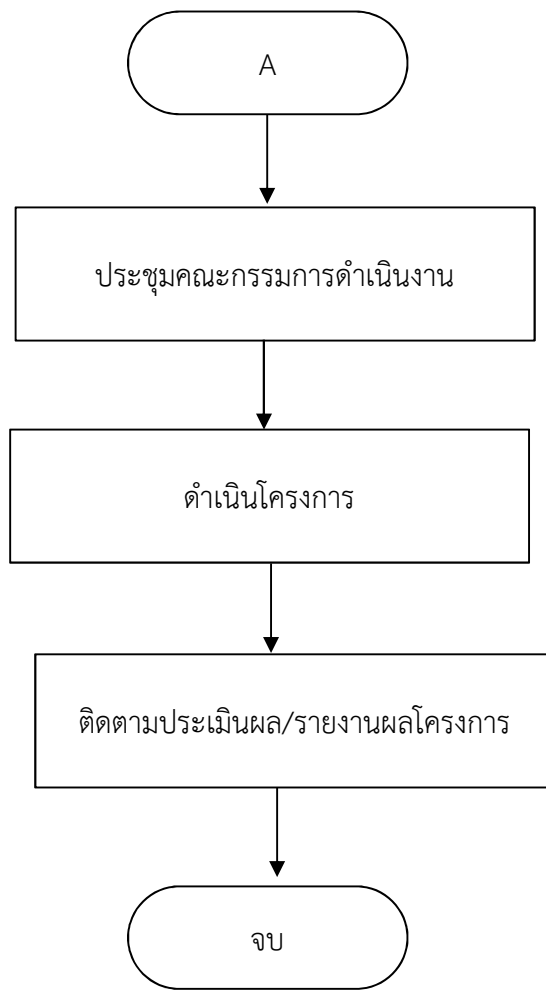 A
ประชุมคณะกรรมการดำเนินงาน
ดำเนินโครงการ
ติดตามประเมินผล/รายงานผลโครงการ
จบ